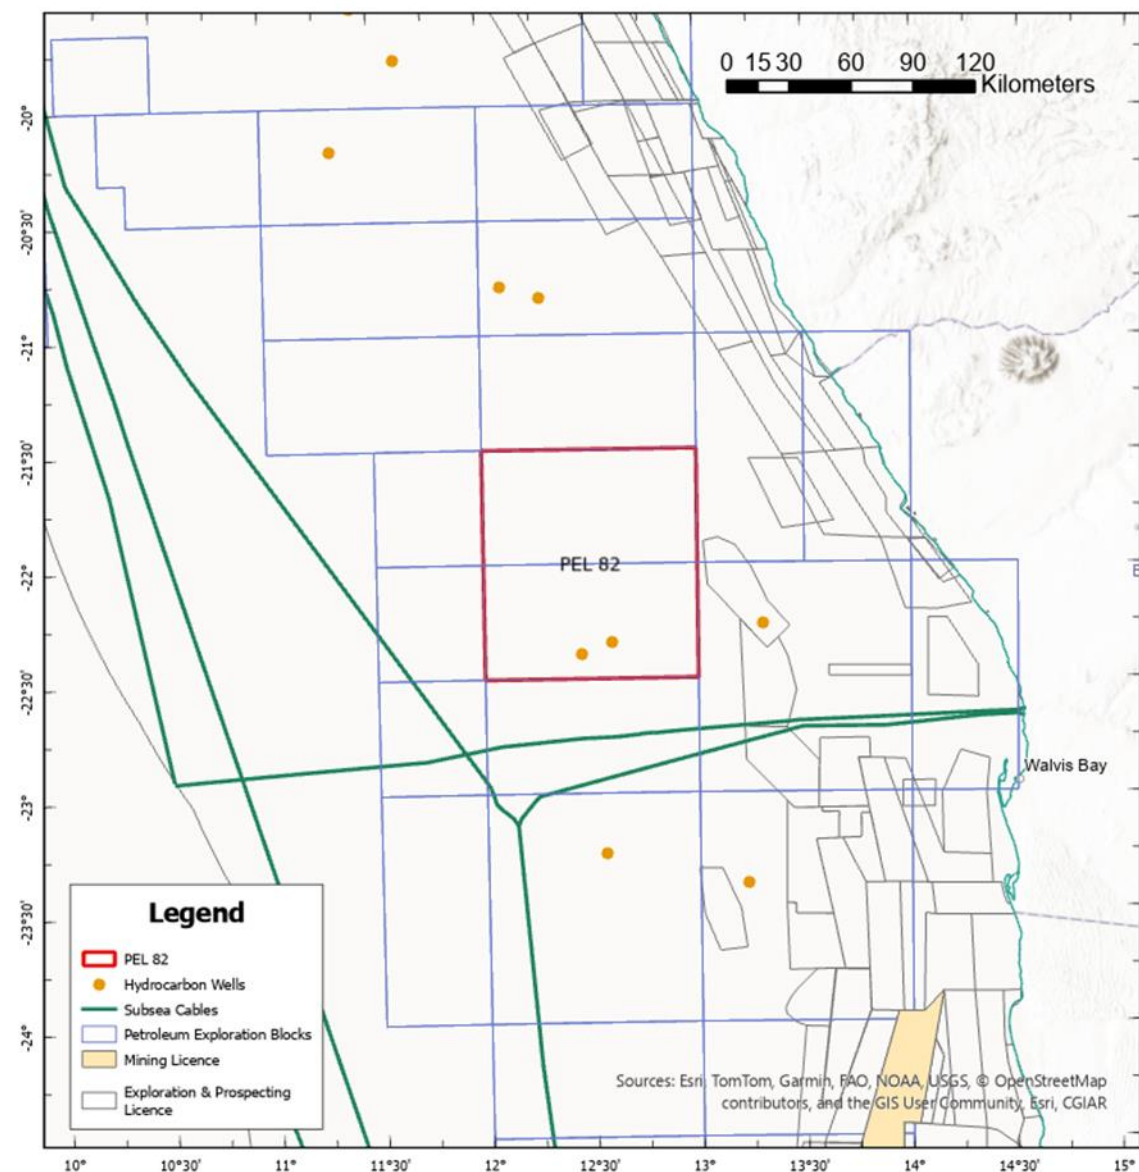 0 15 30 60 90 120
Kilometers
-20°
-20°30'
-21°
-21°30'
-22°
-22°30'
-23°
-23°30'
-24°
PEL 82
Walvis Bay
Legend
PEL 82
Hydrocarbon Wells
Subsea Cables
Petroleum Exploration Blocks
Mining Licence
Exploration & Prospecting
Licence
Sources: Esri, TomTom, Garmin, FAO, NOAA, USGS, © OpenStreetMap
contributors, and the GIS User Community, Esri, CGIAR
10° 10°30' 11° 11°30' 12° 12°30' 13° 13°30' 14° 14°30' 15°